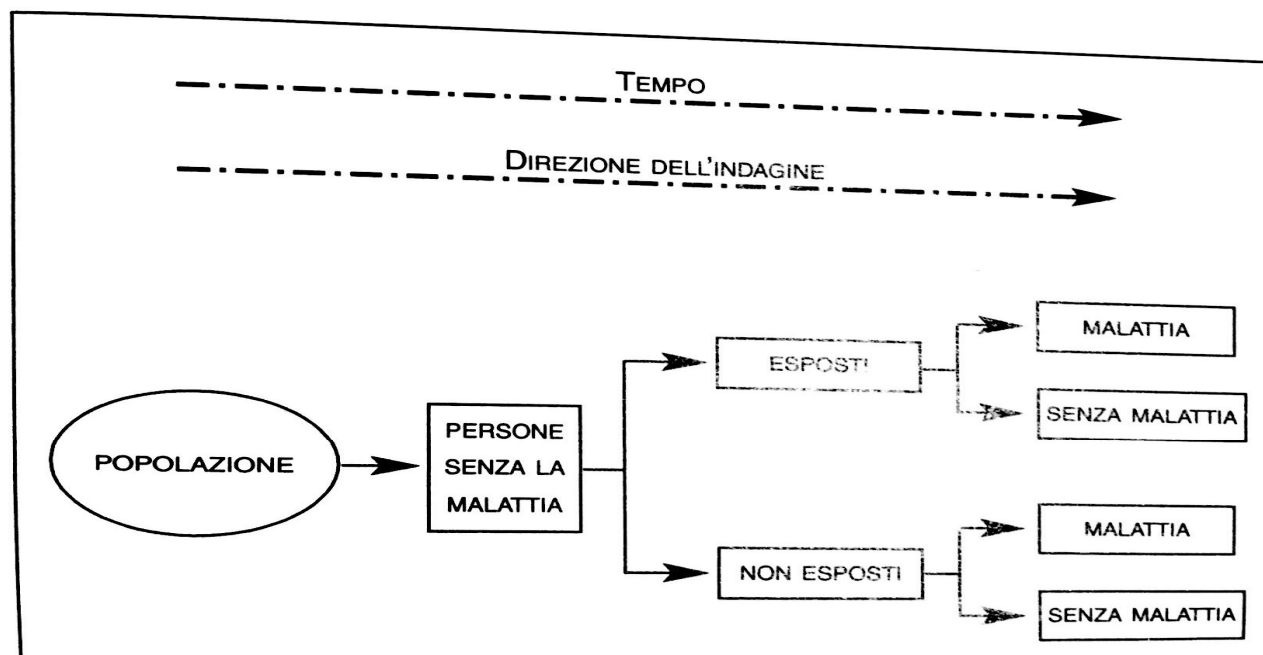 TEMPO
DIREZIONE DELL'INDAGINE
MALATTIA
ESPOSTI
SENZA MALATTIA
PERSONE
SENZA LA
MALATTIA
POPOLAZIONE
MALATTIA
NON ESPOSTI
SENZA MALATTIA